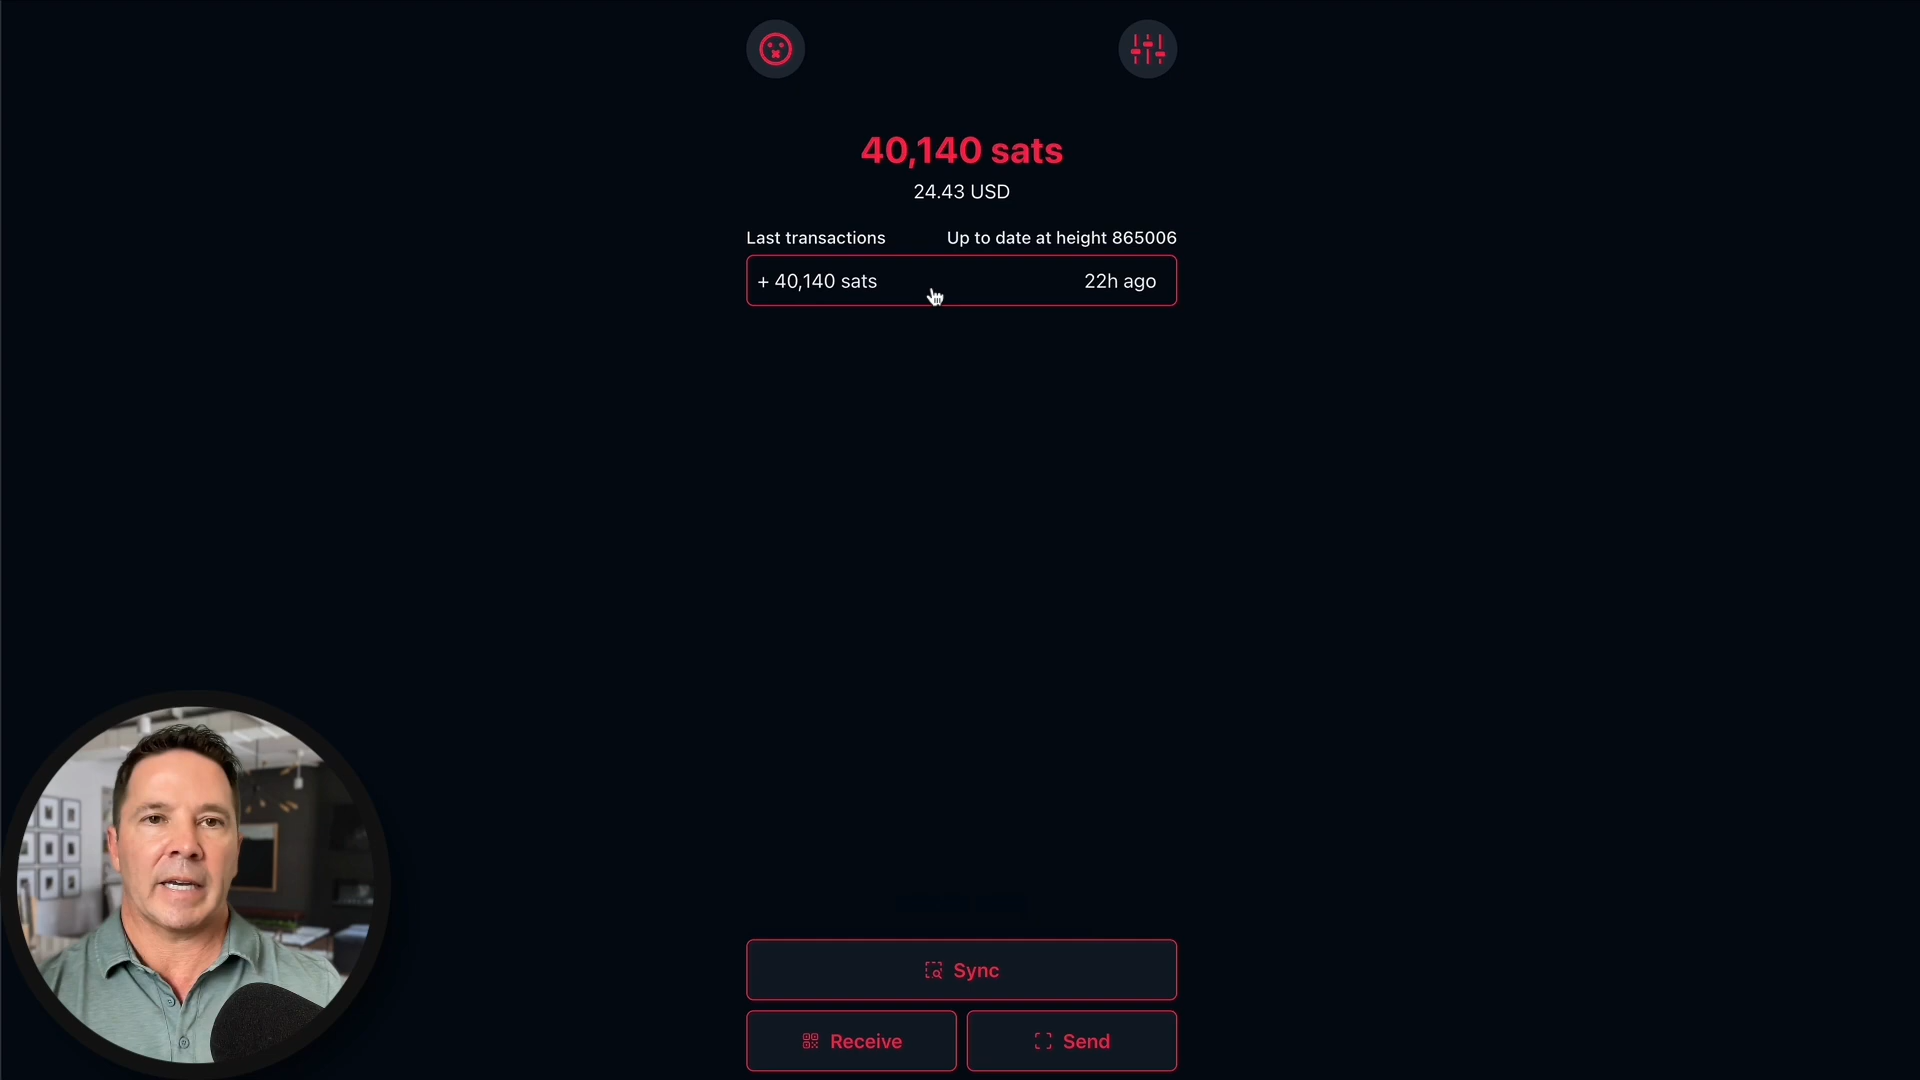 40,140 sats
24.43 USD
Last transactions Up to date at height 865006
+ 40,140 sats 22h ago
Sync
Receive Send